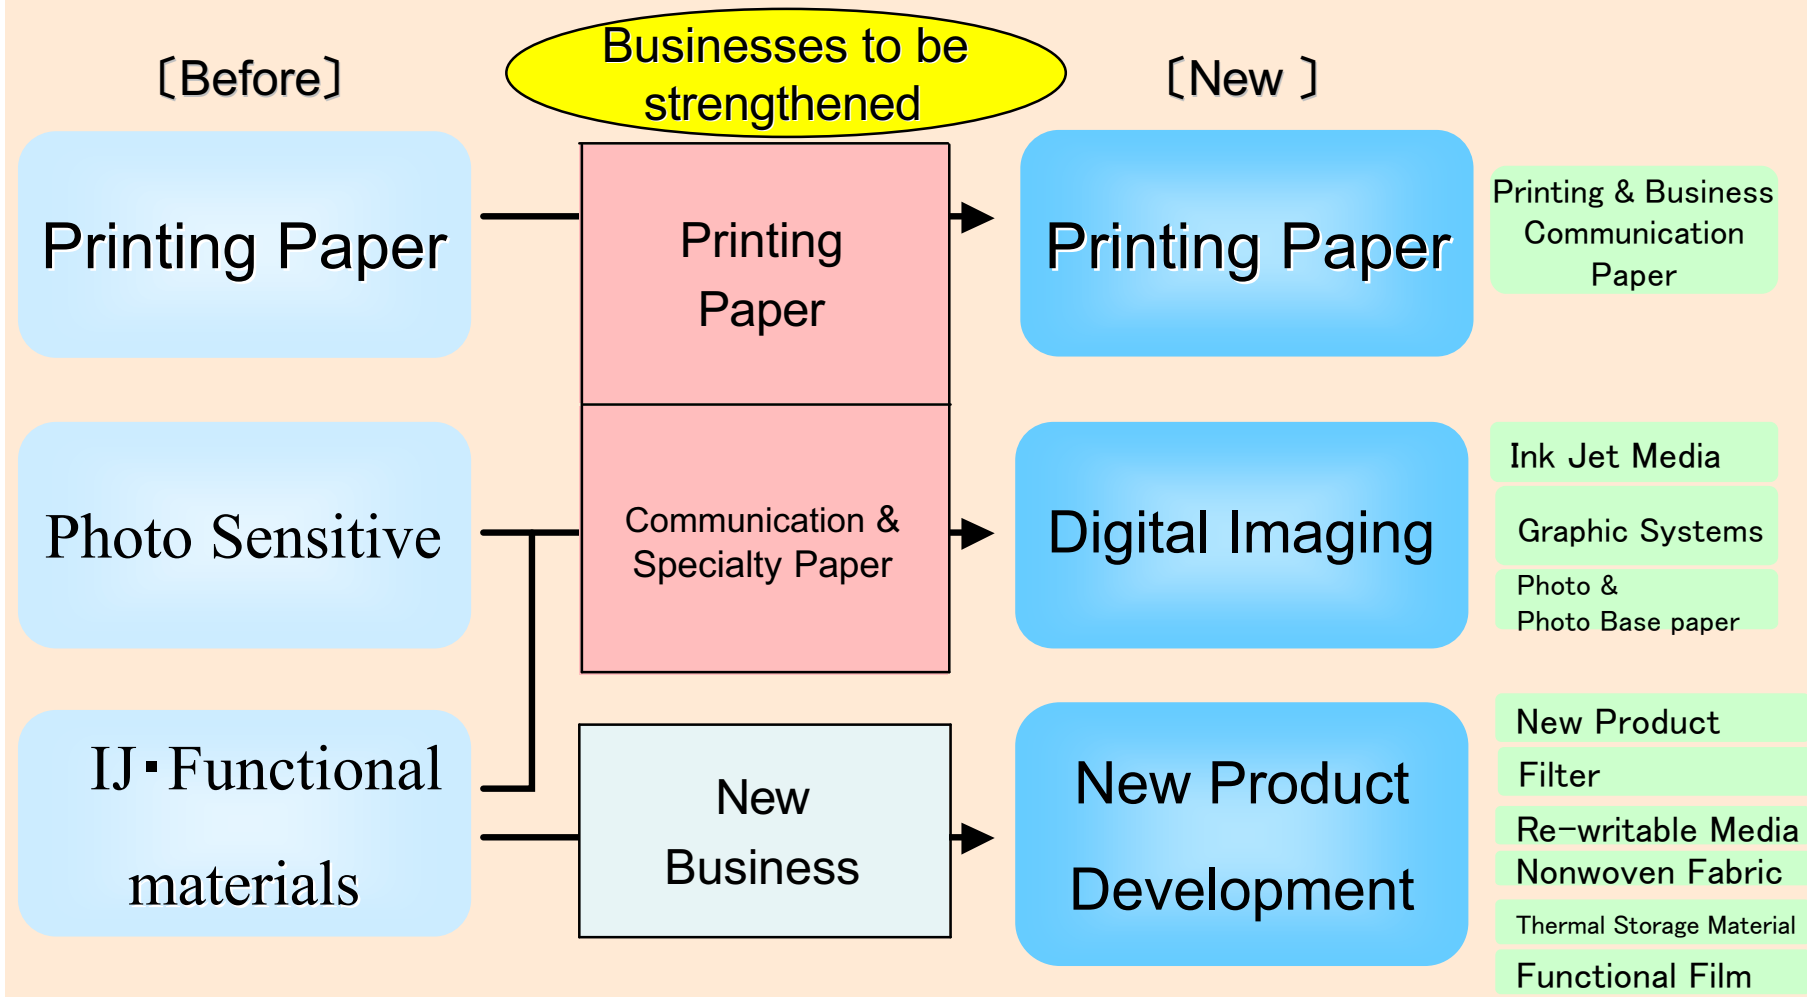 〔Before〕
Businesses to be
strengthened
〔New 〕
Printing Paper
Printing
Paper
Printing Paper
Printing & Business
Communication
Paper
Photo Sensitive
Communication &
Specialty Paper
Digital Imaging
Ink Jet Media
Graphic Systems
Photo &
Photo Base paper
IJ・Functional
materials
New
Business
New Product
Development
New Product
Filter
Re-writable Media
Nonwoven Fabric
Thermal Storage Material
Functional Film